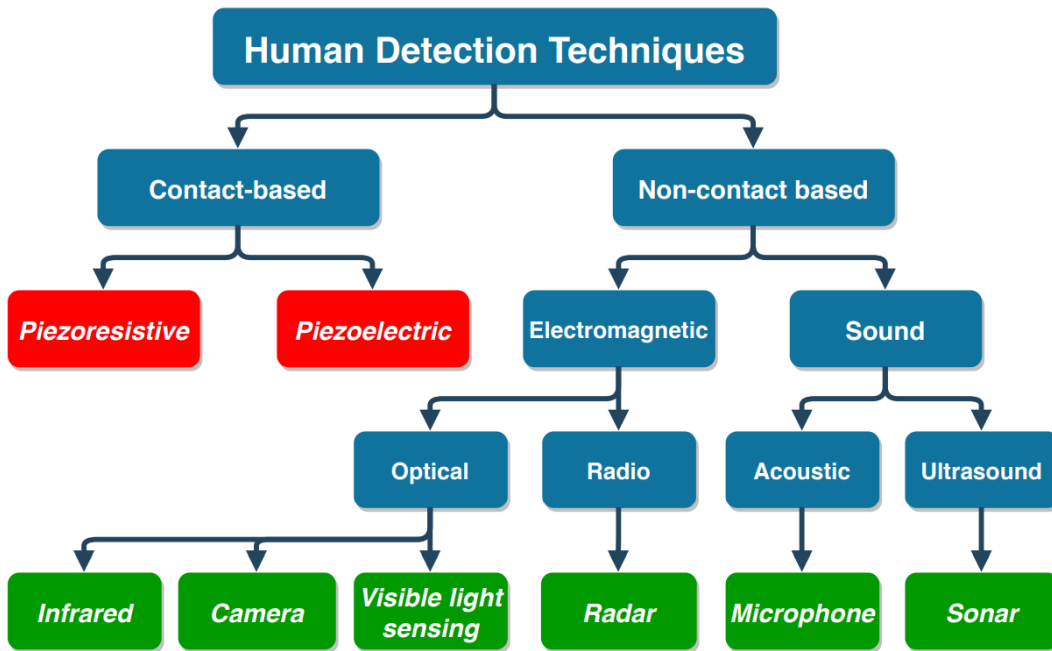 Human Detection Techniques
Contact-based
Non-contact based
Piezoresistive
Piezoelectric
Electromagnetic
Sound
Optical
Radio
Acoustic
Ultrasound
Infrared
Camera
Visible light
sensing
Radar
Microphone
Sonar